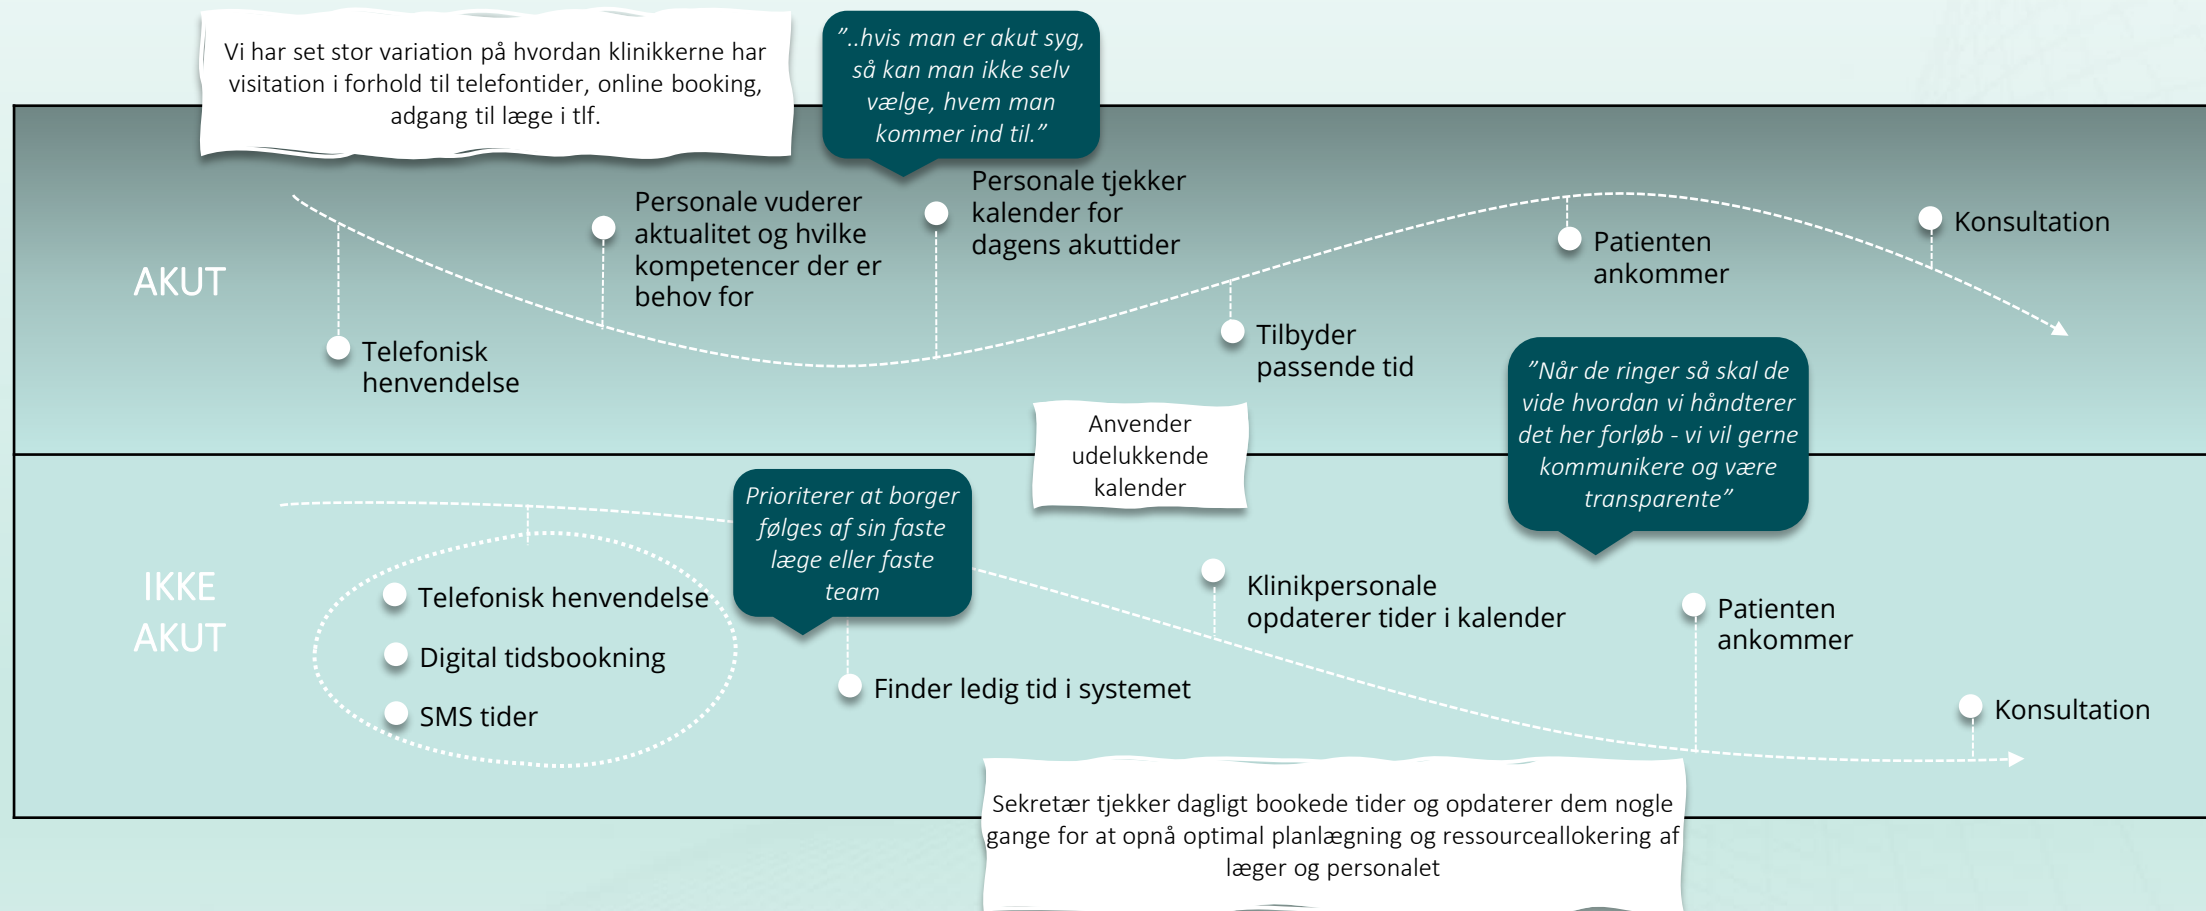 Vi har set stor variation på hvordan klinikkerne har
visitation i forhold til telefontider, online booking,
adgang til læge i tlf.
”..hvis man er akut syg,
så kan man ikke selv
vælge, hvem man
kommer ind til.”
AKUT
Telefonisk
henvendelse
Personale vuderer
aktualitet og hvilke
kompetencer der er
behov for
Personale tjekker
kalender for
dagens akuttider
Tilbyder
passende tid
Patienten
ankommer
Konsultation
Anvender
udelukkende
kalender
”Når de ringer så skal de
vide hvordan vi håndterer
det her forløb - vi vil gerne
kommunikere og være
transparente”
IKKE
AKUT
Telefonisk henvendelse
Digital tidsbookning
SMS tider
Prioriterer at borger
følges af sin faste
læge eller faste
team
Finder ledig tid i systemet
Klinikpersonale
opdaterer tider i kalender
Patienten
ankommer
Konsultation
Sekretær tjekker dagligt bookede tider og opdaterer dem nogle
gange for at opnå optimal planlægning og ressourceallokering af
læger og personalet